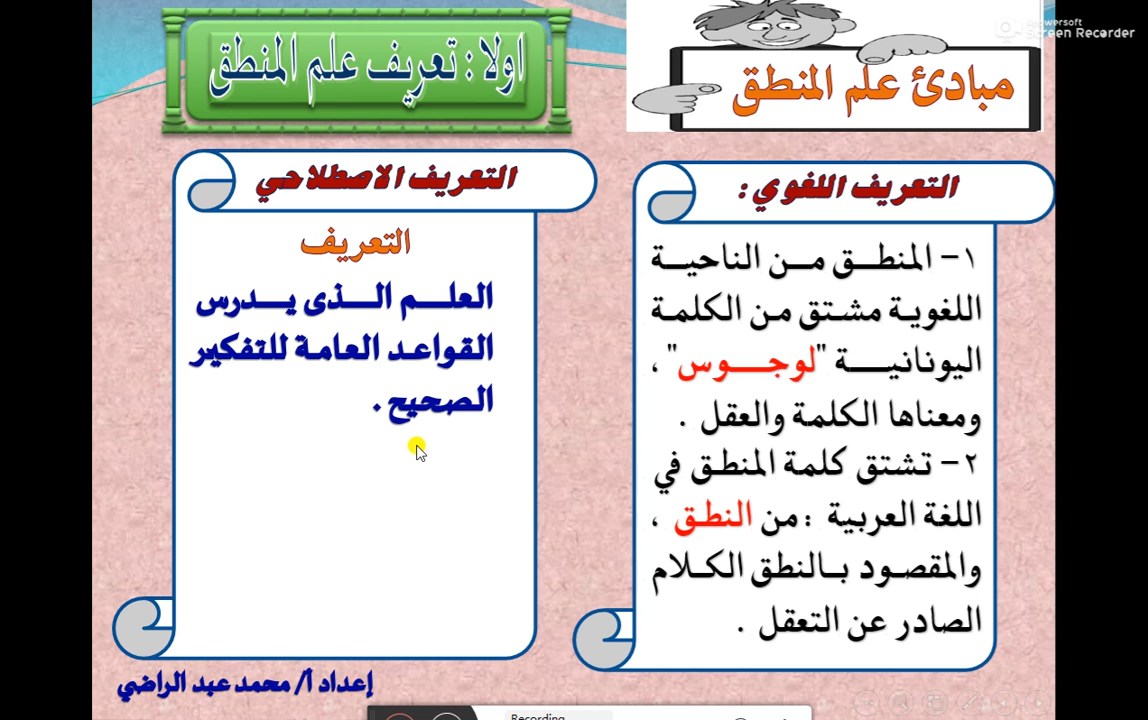 مبادئ علم المنطق
اولا : تعريف علم المنطق
التعريف اللغوي :
١- المنطق من الناحية
اللغوية مشتق من الكلمة
اليونانية "لوجوس" ،
ومعناها الكلمة والعقل .
٢- تشتق كلمة المنطق في
اللغة العربية : من النطق ،
والمقصود بالنطق الكلام
الصادر عن التعقل .
التعريف الاصطلاحي
التعريف
العلم الذى يدرس
القواعد العامة للتفكير
الصحيح .
إعداد أ/ محمد عبد الراضي
Apowersoft
Screen Recorder
Recording